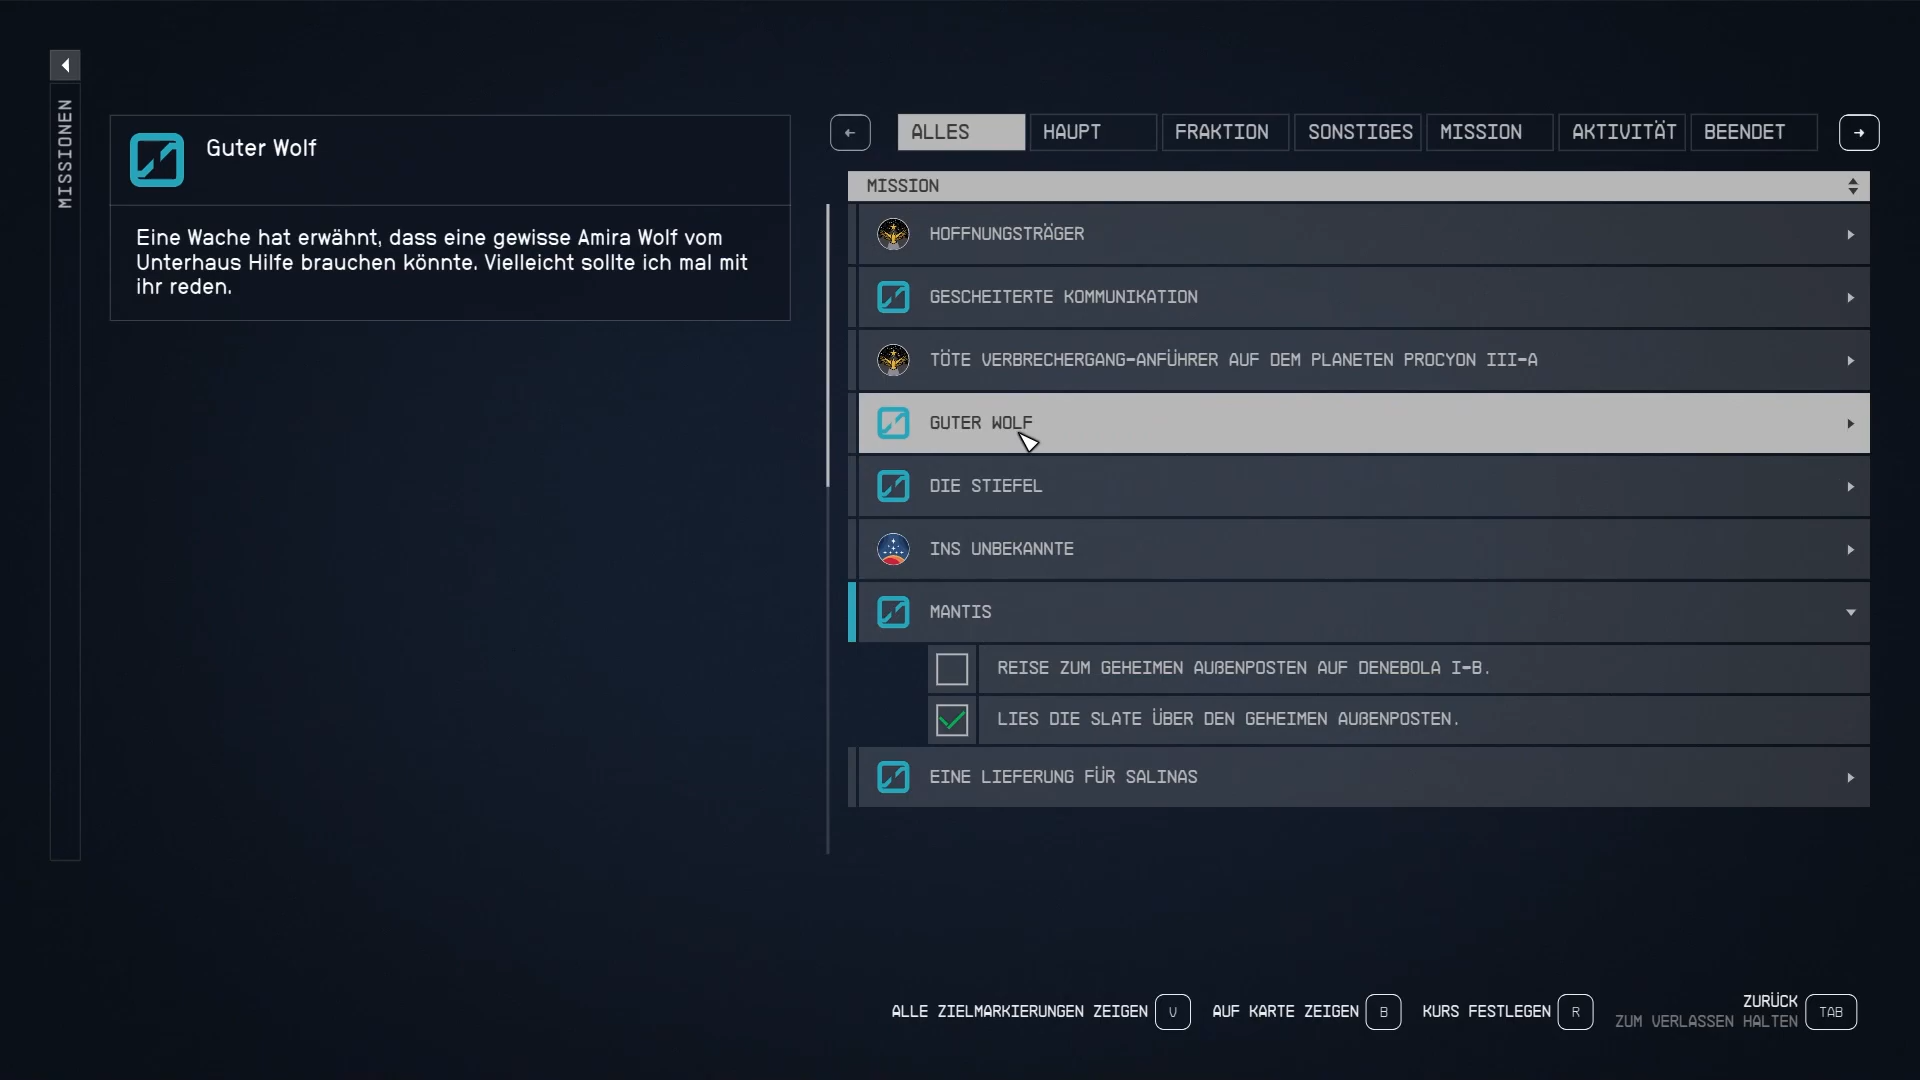 MISSIONEN
Guter Wolf
Eine Wache hat erwähnt, dass eine gewisse Amira Wolf vom
Unterhaus Hilfe brauchen könnte. Vielleicht sollte ich mal mit
ihr reden.
ALLES
HAUPT
FRAKTION
SONSTIGES
MISSION
AKTIVITÄT
BEENDET
MISSION
HOFFNUNGSTRÄGER
GESCHEITERTE KOMMUNIKATION
TÖTE VERBRECHERGANG-ANFÜHRER AUF DEM PLANETEN PROCYON III-A
GUTER WOLF
DIE STIEFEL
INS UNBEKANNTE
MANTIS
REISE ZUM GEHEIMEN AUßENPOSTEN AUF DENEBOLA I-B.
LIES DIE SLATE ÜBER DEN GEHEIMEN AUßENPOSTEN.
EINE LIEFERUNG FÜR SALINAS
ALLE ZIELMARKIERUNGEN ZEIGEN V
AUF KARTE ZEIGEN B
KURS FESTLEGEN R
ZURÜCK
ZUM VERLASSEN HALTEN TAB